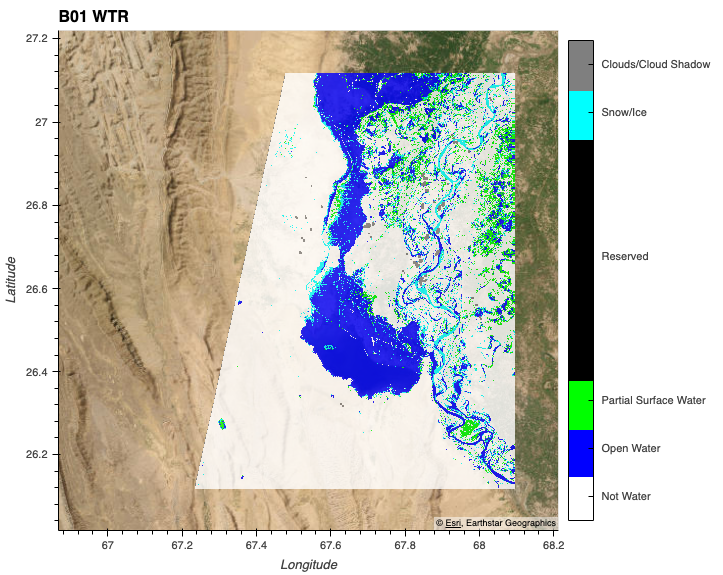 B01 WTR
27.2
27
26.8
26.6
26.4
26.2
Latitude
67
67.2
67.4
67.6
67.8
68
68.2
Longitude
© Esri, Earthstar Geographics
Clouds/Cloud Shadow
Snow/Ice
Reserved
Partial Surface Water
Open Water
Not Water